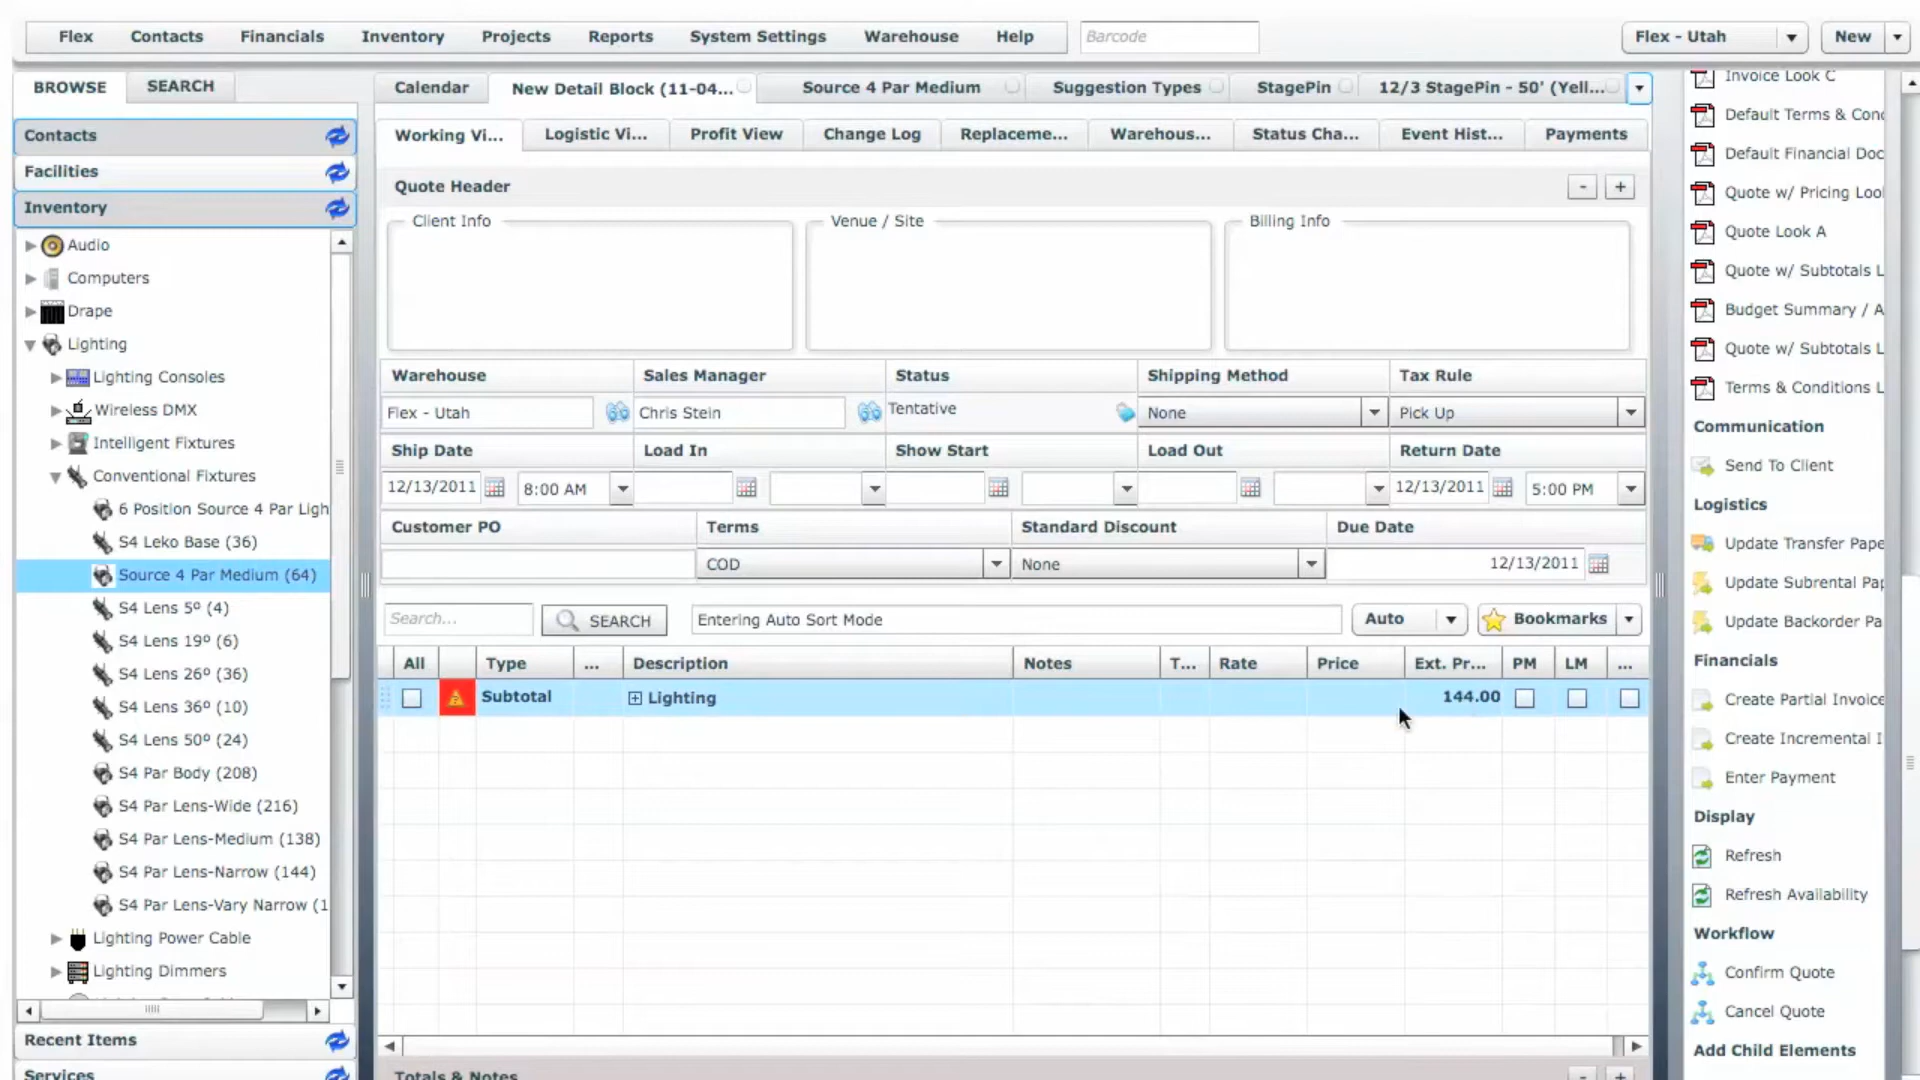 Flex Contacts Financials Inventory Projects Reports System Settings Warehouse Help Barcode Flex - Utah New
BROWSE SEARCH
Contacts
Facilities
Inventory
Audio
Computers
Drape
Lighting
Lighting Consoles
Wireless DMX
Intelligent Fixtures
Conventional Fixtures
6 Position Source 4 Par Ligh
S4 Leko Base (36)
Source 4 Par Medium (64)
S4 Lens 5º (4)
S4 Lens 19º (6)
S4 Lens 26º (36)
S4 Lens 36º (10)
S4 Lens 50º (24)
S4 Par Body (208)
S4 Par Lens-Wide (216)
S4 Par Lens-Medium (138)
S4 Par Lens-Narrow (144)
S4 Par Lens-Vary Narrow (1
Lighting Power Cable
Lighting Dimmers
Recent Items
Services
Calendar New Detail Block (11-04... Source 4 Par Medium Suggestion Types StagePin 12/3 StagePin - 50' (Yell...
Working Vi... Logistic Vi... Profit View Change Log Replaceme... Warehous... Status Cha... Event Hist... Payments
Quote Header - +
Client Info Venue / Site Billing Info
Warehouse Sales Manager Status Shipping Method Tax Rule
Flex - Utah Chris Stein Tentative None Pick Up
Ship Date Load In Show Start Load Out Return Date
12/13/2011 8:00 AM 12/13/2011 5:00 PM
Customer PO Terms Standard Discount Due Date
COD None 12/13/2011
Search... SEARCH Entering Auto Sort Mode Auto Bookmarks
All Type ... Description Notes T... Rate Price Ext. Pr... PM LM ...
Subtotal Lighting 144.00
Totals & Notes - +
Invoice Look C
Default Terms & Cond
Default Financial Doc
Quote w/ Pricing Loo
Quote Look A
Quote w/ Subtotals L
Budget Summary / A
Quote w/ Subtotals L
Terms & Conditions L
Communication
Send To Client
Logistics
Update Transfer Pape
Update Subrental Pap
Update Backorder Pa
Financials
Create Partial Invoice
Create Incremental I
Enter Payment
Display
Refresh
Refresh Availability
Workflow
Confirm Quote
Cancel Quote
Add Child Elements